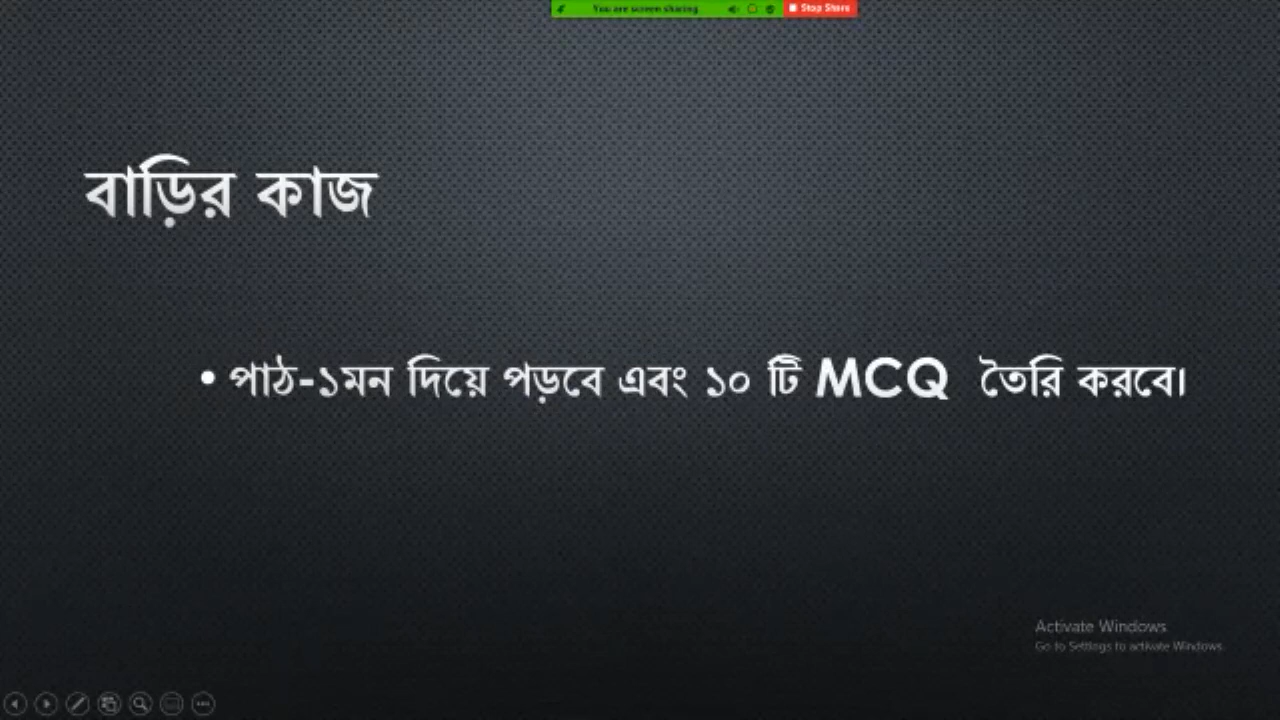 You are screen sharing Stop Share
বাড়ির কাজ
• পাঠ-১মন দিয়ে পড়বে এবং ১০ টি MCQ তৈরি করবে।
Activate Windows
Go to Settings to activate Windows.